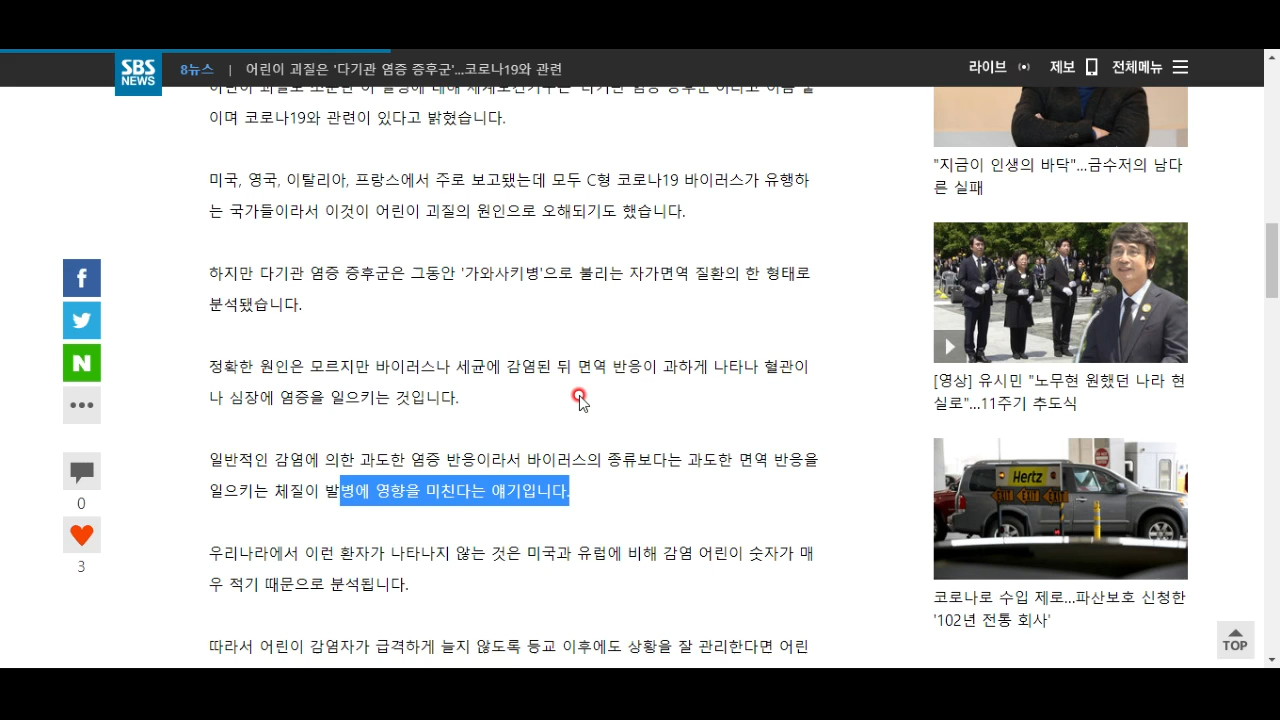 SBS
NEWS
8뉴스 | 어린이 괴질은 '다기관 염증 증후군'...코로나19와 관련
라이브
제보
전체메뉴
이며 코로나19와 관련이 있다고 밝혔습니다.
미국, 영국, 이탈리아, 프랑스에서 주로 보고됐는데 모두 C형 코로나19 바이러스가 유행하
는 국가들이라서 이것이 어린이 괴질의 원인으로 오해되기도 했습니다.
하지만 다기관 염증 증후군은 그동안 '가와사키병'으로 불리는 자가면역 질환의 한 형태로
분석됐습니다.
정확한 원인은 모르지만 바이러스나 세균에 감염된 뒤 면역 반응이 과하게 나타나 혈관이
나 심장에 염증을 일으키는 것입니다.
일반적인 감염에 의한 과도한 염증 반응이라서 바이러스의 종류보다는 과도한 면역 반응을
일으키는 체질이 발병에 영향을 미친다는 얘기입니다.
우리나라에서 이런 환자가 나타나지 않는 것은 미국과 유럽에 비해 감염 어린이 숫자가 매
우 적기 때문으로 분석됩니다.
따라서 어린이 감염자가 급격하게 늘지 않도록 등교 이후에도 상황을 잘 관리한다면 어린
f
N
0
3
"지금이 인생의 바닥"...금수저의 남다
른 실패
[영상] 유시민 "노무현 원했던 나라 현
실로"...11주기 추도식
Hertz
코로나로 수입 제로...파산보호 신청한
'102년 전통 회사'
TOP